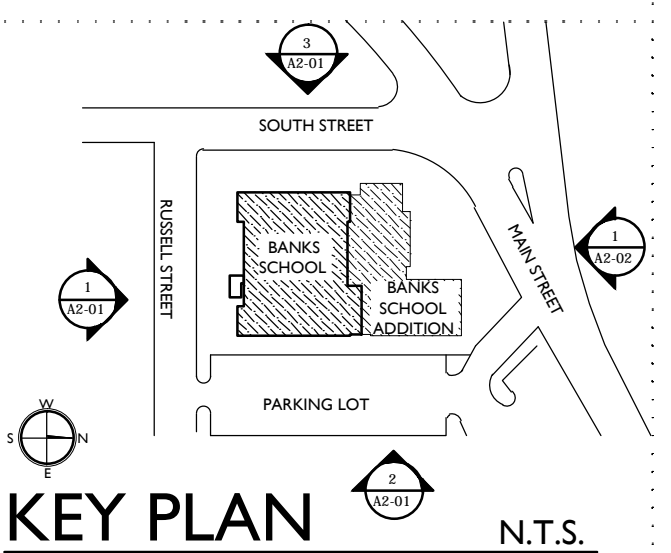 3
A2-01
SOUTH STREET
RUSSELL STREET
BANKS
SCHOOL
MAIN STREET
1
A2-02
1
A2-01
BANKS
SCHOOL
ADDITION
PARKING LOT
W
S
N
E
2
A2-01
KEY PLAN
N.T.S.